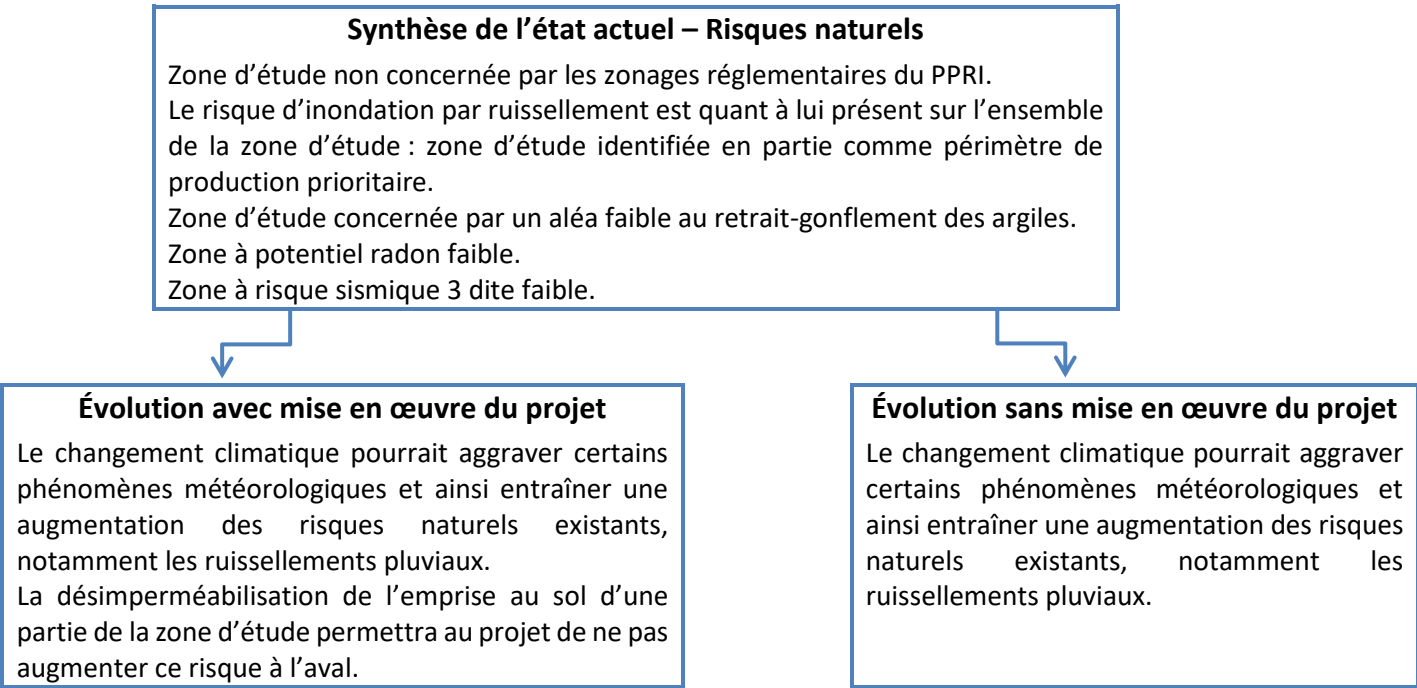 Synthèse de l’état actuel – Risques naturels
Zone d’étude non concernée par les zonages réglementaires du PPRI.
Le risque d’inondation par ruissellement est quant à lui présent sur l’ensemble
de la zone d’étude : zone d’étude identifiée en partie comme périmètre de
production prioritaire.
Zone d’étude concernée par un aléa faible au retrait-gonflement des argiles.
Zone à potentiel radon faible.
Zone à risque sismique 3 dite faible.
Évolution avec mise en œuvre du projet
Le changement climatique pourrait aggraver certains
phénomènes météorologiques et ainsi entraîner une
augmentation des risques naturels existants,
notamment les ruissellements pluviaux.
La désimperméabilisation de l’emprise au sol d’une
partie de la zone d’étude permettra au projet de ne pas
augmenter ce risque à l’aval.
Évolution sans mise en œuvre du projet
Le changement climatique pourrait aggraver
certains phénomènes météorologiques et
ainsi entraîner une augmentation des risques
naturels existants, notamment les
ruissellements pluviaux.